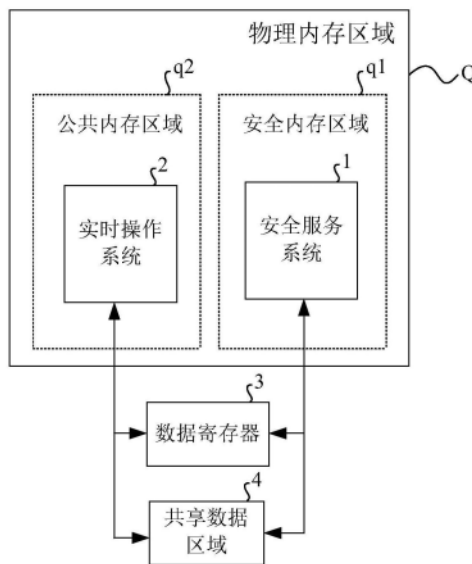 物理内存区域
Q
q2
q1
公共内存区域
安全内存区域
2
1
实时操作
系统
安全服务
系统
3
数据寄存器
4
共享数据
区域